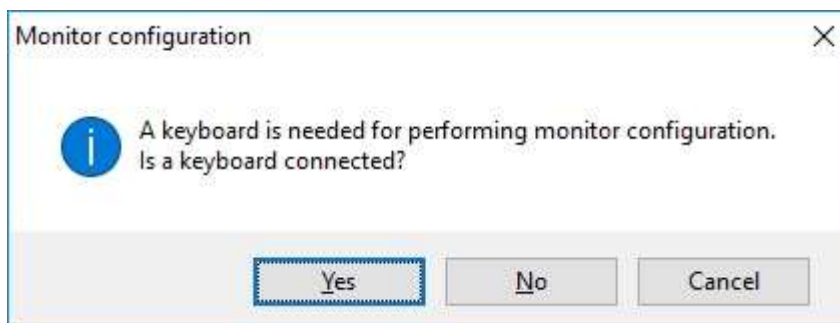 Monitor configuration
A keyboard is needed for performing monitor configuration.
Is a keyboard connected?
Yes No Cancel